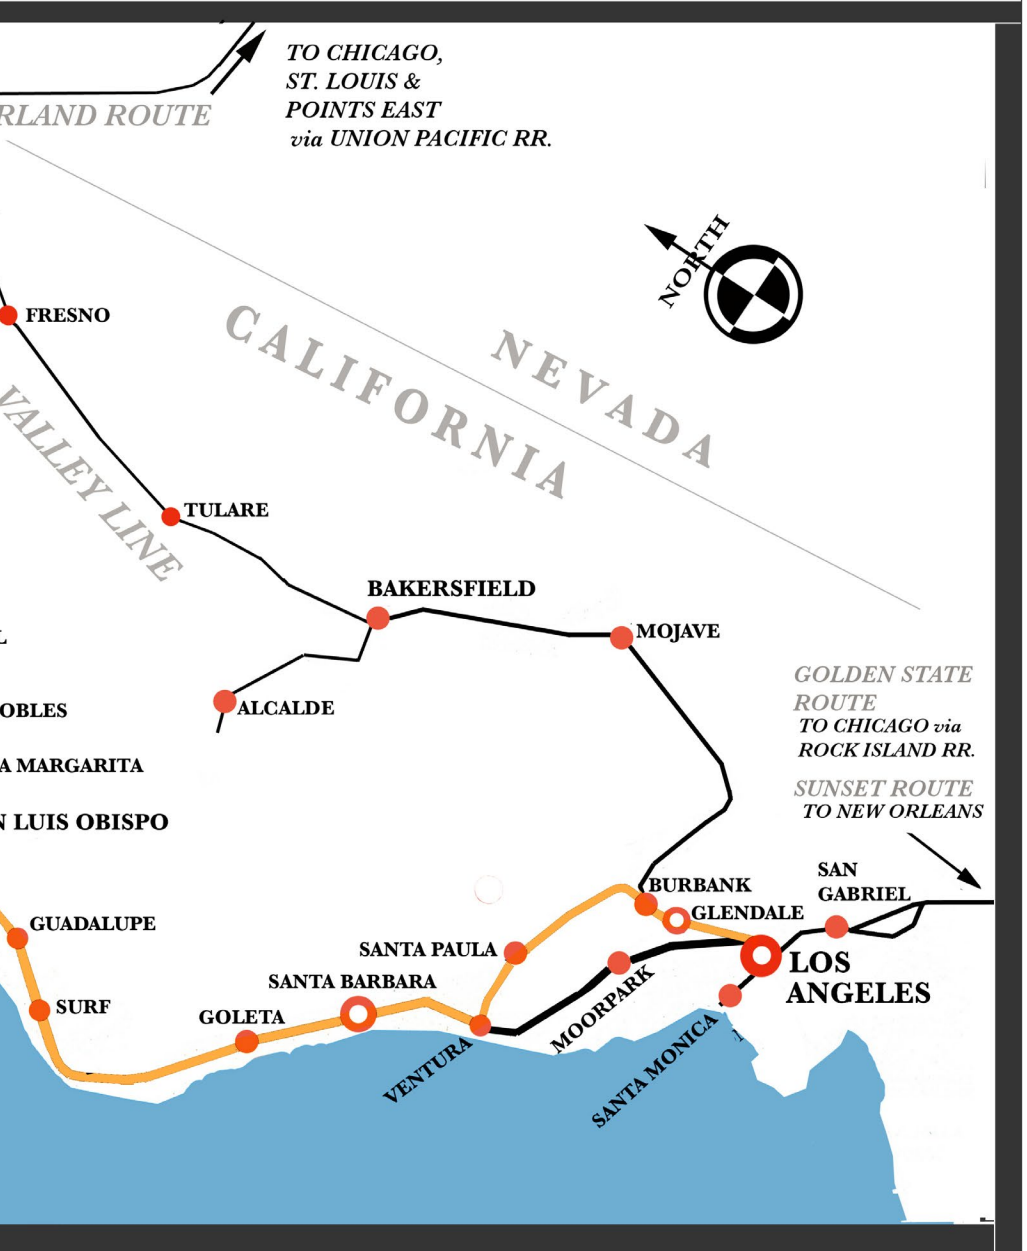 TO CHICAGO,
ST. LOUIS &
POINTS EAST
via UNION PACIFIC RR.
RLAND ROUTE
NORTH
FRESNO
CALIFORNIA
NEVADA
VALLEY LINE
TULARE
BAKERSFIELD
MOJAVE
ALCALDE
L
OBLES
A MARGARITA
N LUIS OBISPO
GOLDEN STATE
ROUTE
TO CHICAGO via
ROCK ISLAND RR.
SUNSET ROUTE
TO NEW ORLEANS
SAN
GABRIEL
BURBANK
GLENDALE
GUADALUPE
SANTA PAULA
SANTA BARBARA
LOS
ANGELES
SURF
GOLETA
MOORPARK
VENTURA
SANTA MONICA